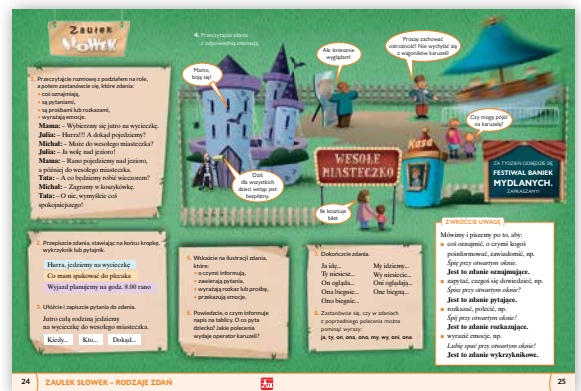 Zaułek
SŁÓWEK
1. Przeczytajcie rozmowę z podziałem na role,
a potem zastanówcie się, które zdania:
• coś oznajmiają,
• są pytaniami,
• są prośbami lub rozkazami,
• wyrażają emocje.
Mama: – Wybierzemy się jutro na wycieczkę.
Julia: – Hurra!!! A dokąd pojedziemy?
Michał: – Może do wesołego miasteczka?
Julia: – Ja wolę nad jezioro!
Mama: – Rano pojedziemy nad jezioro,
a później do wesołego miasteczka.
Tata: – A co będziemy robić wieczorem?
Michał: – Zagramy w koszykówkę.
Tata: – O nie, wymyślcie coś
spokojniejszego!
2. Przepiszcie zdania, stawiając na końcu kropkę,
wykrzyknik lub pytajnik.
Hurra, jedziemy na wycieczkę
Co mam spakować do plecaka
Wyjazd planujemy na godz. 8.00 rano
3. Ułóżcie i zapiszcie pytania do zdania.
Jutro całą rodziną jedziemy
na wycieczkę do wesołego miasteczka.
Kiedy... Kto... Dokąd...
4. Przeczytajcie zdania
z odpowiednią intonacją.
Mamo,
boję się!
Ale śmiesznie
wyglądam!
Proszę zachować
ostrożność! Nie wychylać się
z wagoników karuzeli!
Czy mogę pójść
na karuzelę?
Dziś
do wszystkich
dzieci wstęp jest
bezpłatny.
Ile kosztuje
bilet
WESOŁE
MIASTECZKO
Kasa
ZA TYDZIEŃ ODBĘDZIE SIĘ
FESTIWAL BANIEK
MYDLANYCH.
ZAPRASZAMY!
5. Wskażcie na ilustracji zdania,
które:
• o czymś informują,
• zawierają pytania,
• wyrażają rozkaz lub prośbę,
• przekazują emocje.
6. Powiedzcie, o czym informuje
napis na tablicy. O co pyta
dziecko? Jakie polecenia
wydaje operator karuzeli?
7. Dokończcie zdania.
Ja idę... My idziemy...
Ty niesiesz... Wy niesiecie...
On ogląda... Oni oglądają...
Ona biegnie... One biegną...
Ono biegnie...
8. Zastanówcie się, czy w zdaniach
z poprzedniego polecenia można
pominąć wyrazy:
ja, ty, on, ona, ono, my, wy, oni, one.
ZWRÓĆCIE UWAGĘ
Mówimy i piszemy po to, aby:
coś oznajmić, o czymś kogoś
poinformować, zawiadomić, np.
Śpię przy otwartym oknie.
Jest to zdanie oznajmujące.
zapytać, czegoś się dowiedzieć, np.
Śpisz przy otwartym oknie?
Jest to zdanie pytające.
rozkazać, polecić, np.
Śpij przy otwartym oknie!
Jest to zdanie rozkazujące.
wyrazić emocje, np.
Lubię spać przy otwartym oknie!
Jest to zdanie wykrzyknikowe.
24 ZAUŁEK SŁÓWEK – RODZAJE ZDAŃ
25